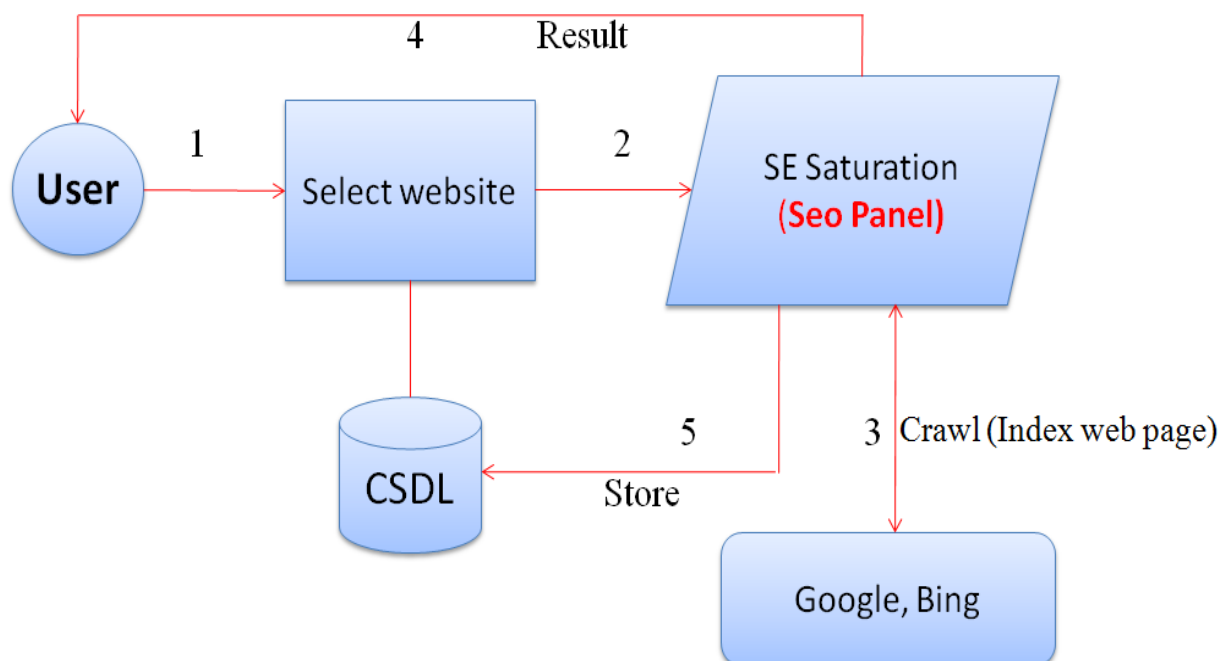 4 Result
1
2
User
Select website
SE Saturation
(Seo Panel)
5
3 Crawl (Index web page)
CSDL
Store
Google, Bing